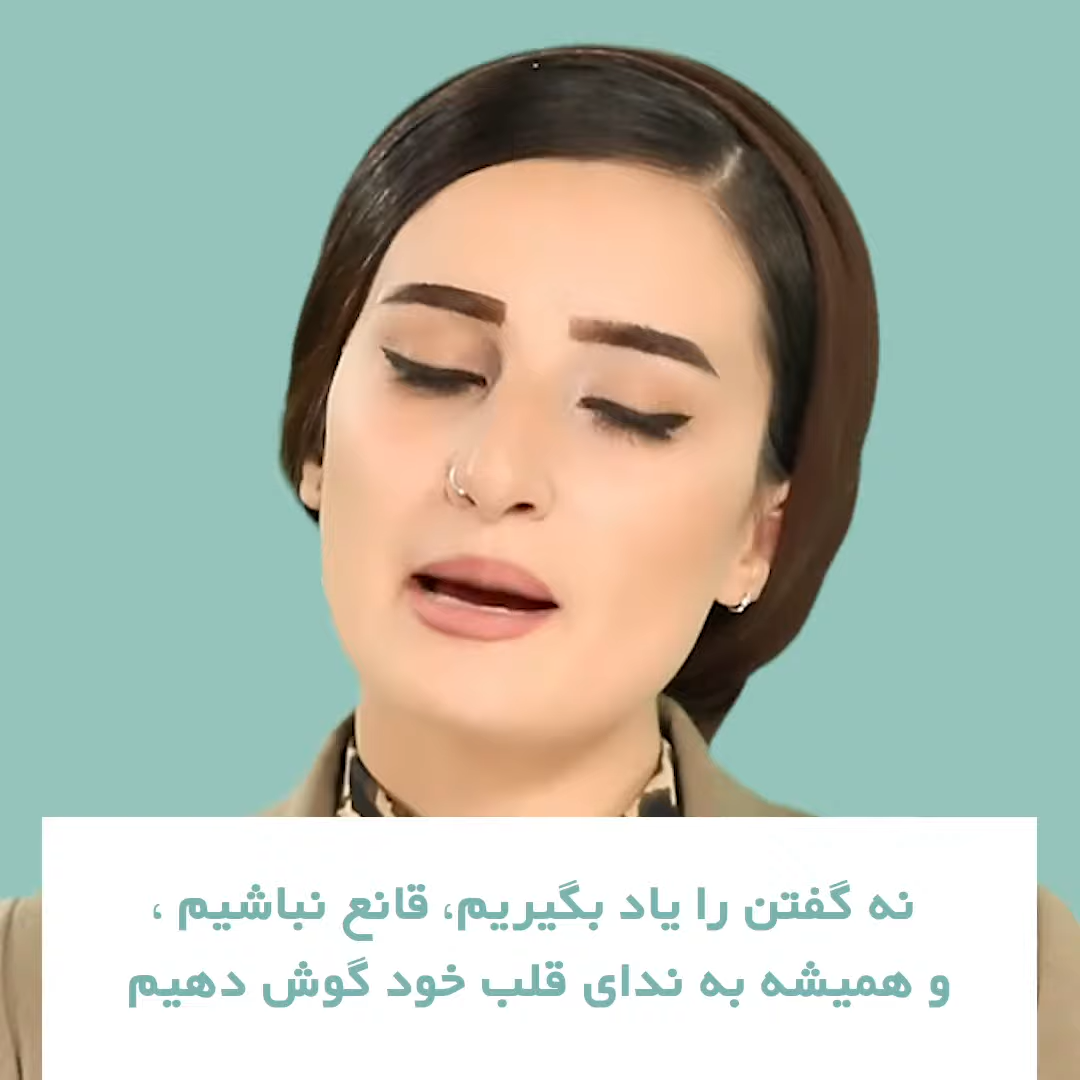 نه گفتن را یاد بگیریم، قانع نباشیم ،
و همیشه به ندای قلب خود گوش دهیم